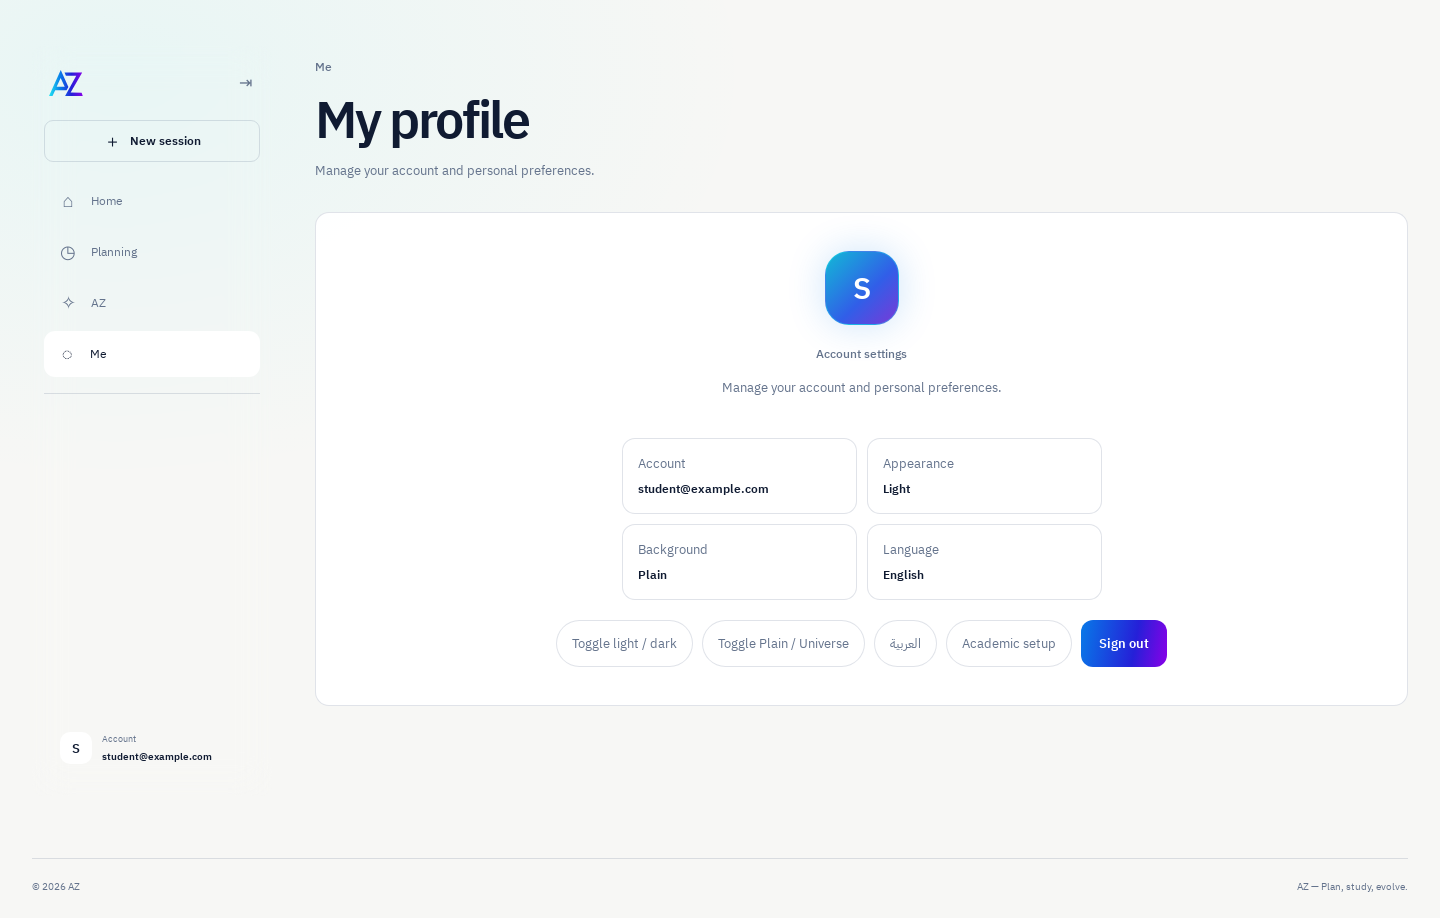 AZ
New session
Home
Planning
AZ
Me
S
Account
student@example.com
Me
My profile
Manage your account and personal preferences.
S
Account settings
Manage your account and personal preferences.
Account
student@example.com
Appearance
Light
Background
Plain
Language
English
Toggle light / dark
Toggle Plain / Universe
العربية
Academic setup
Sign out
© 2026 AZ
AZ — Plan, study, evolve.